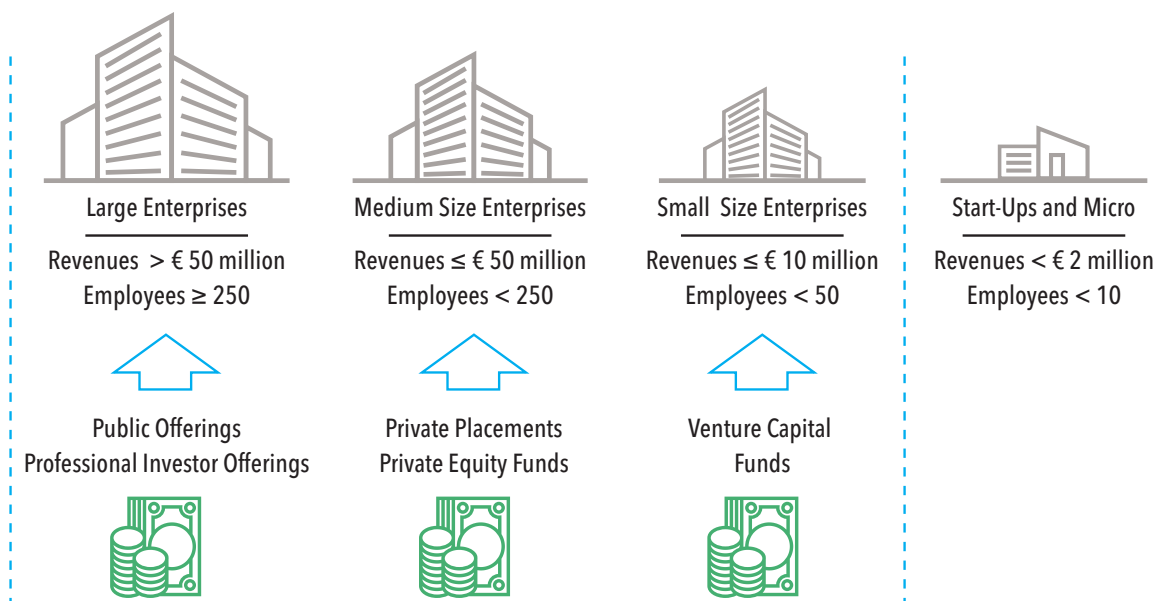 Large Enterprises
Revenues > € 50 million
Employees ≥ 250
Public Offerings
Professional Investor Offerings
Medium Size Enterprises
Revenues ≤ € 50 million
Employees < 250
Private Placements
Private Equity Funds
Small Size Enterprises
Revenues ≤ € 10 million
Employees < 50
Venture Capital
Funds
Start-Ups and Micro
Revenues < € 2 million
Employees < 10